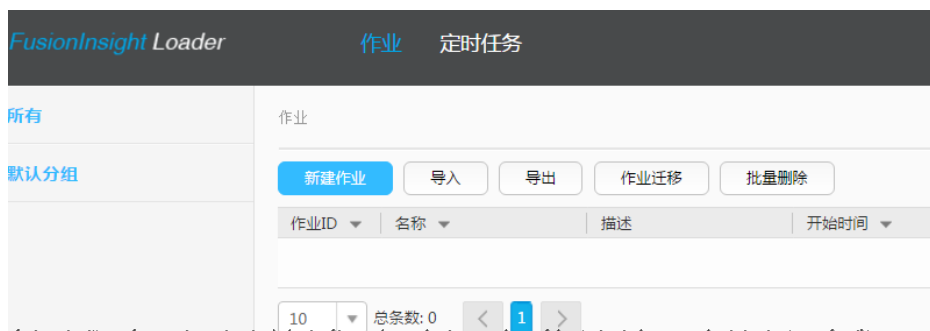 FusionInsight Loader 作业 定时任务
所有
默认分组
作业
新建作业 导入 导出 作业迁移 批量删除
作业ID 名称 描述 开始时间
10 总条数: 0 < 1 >